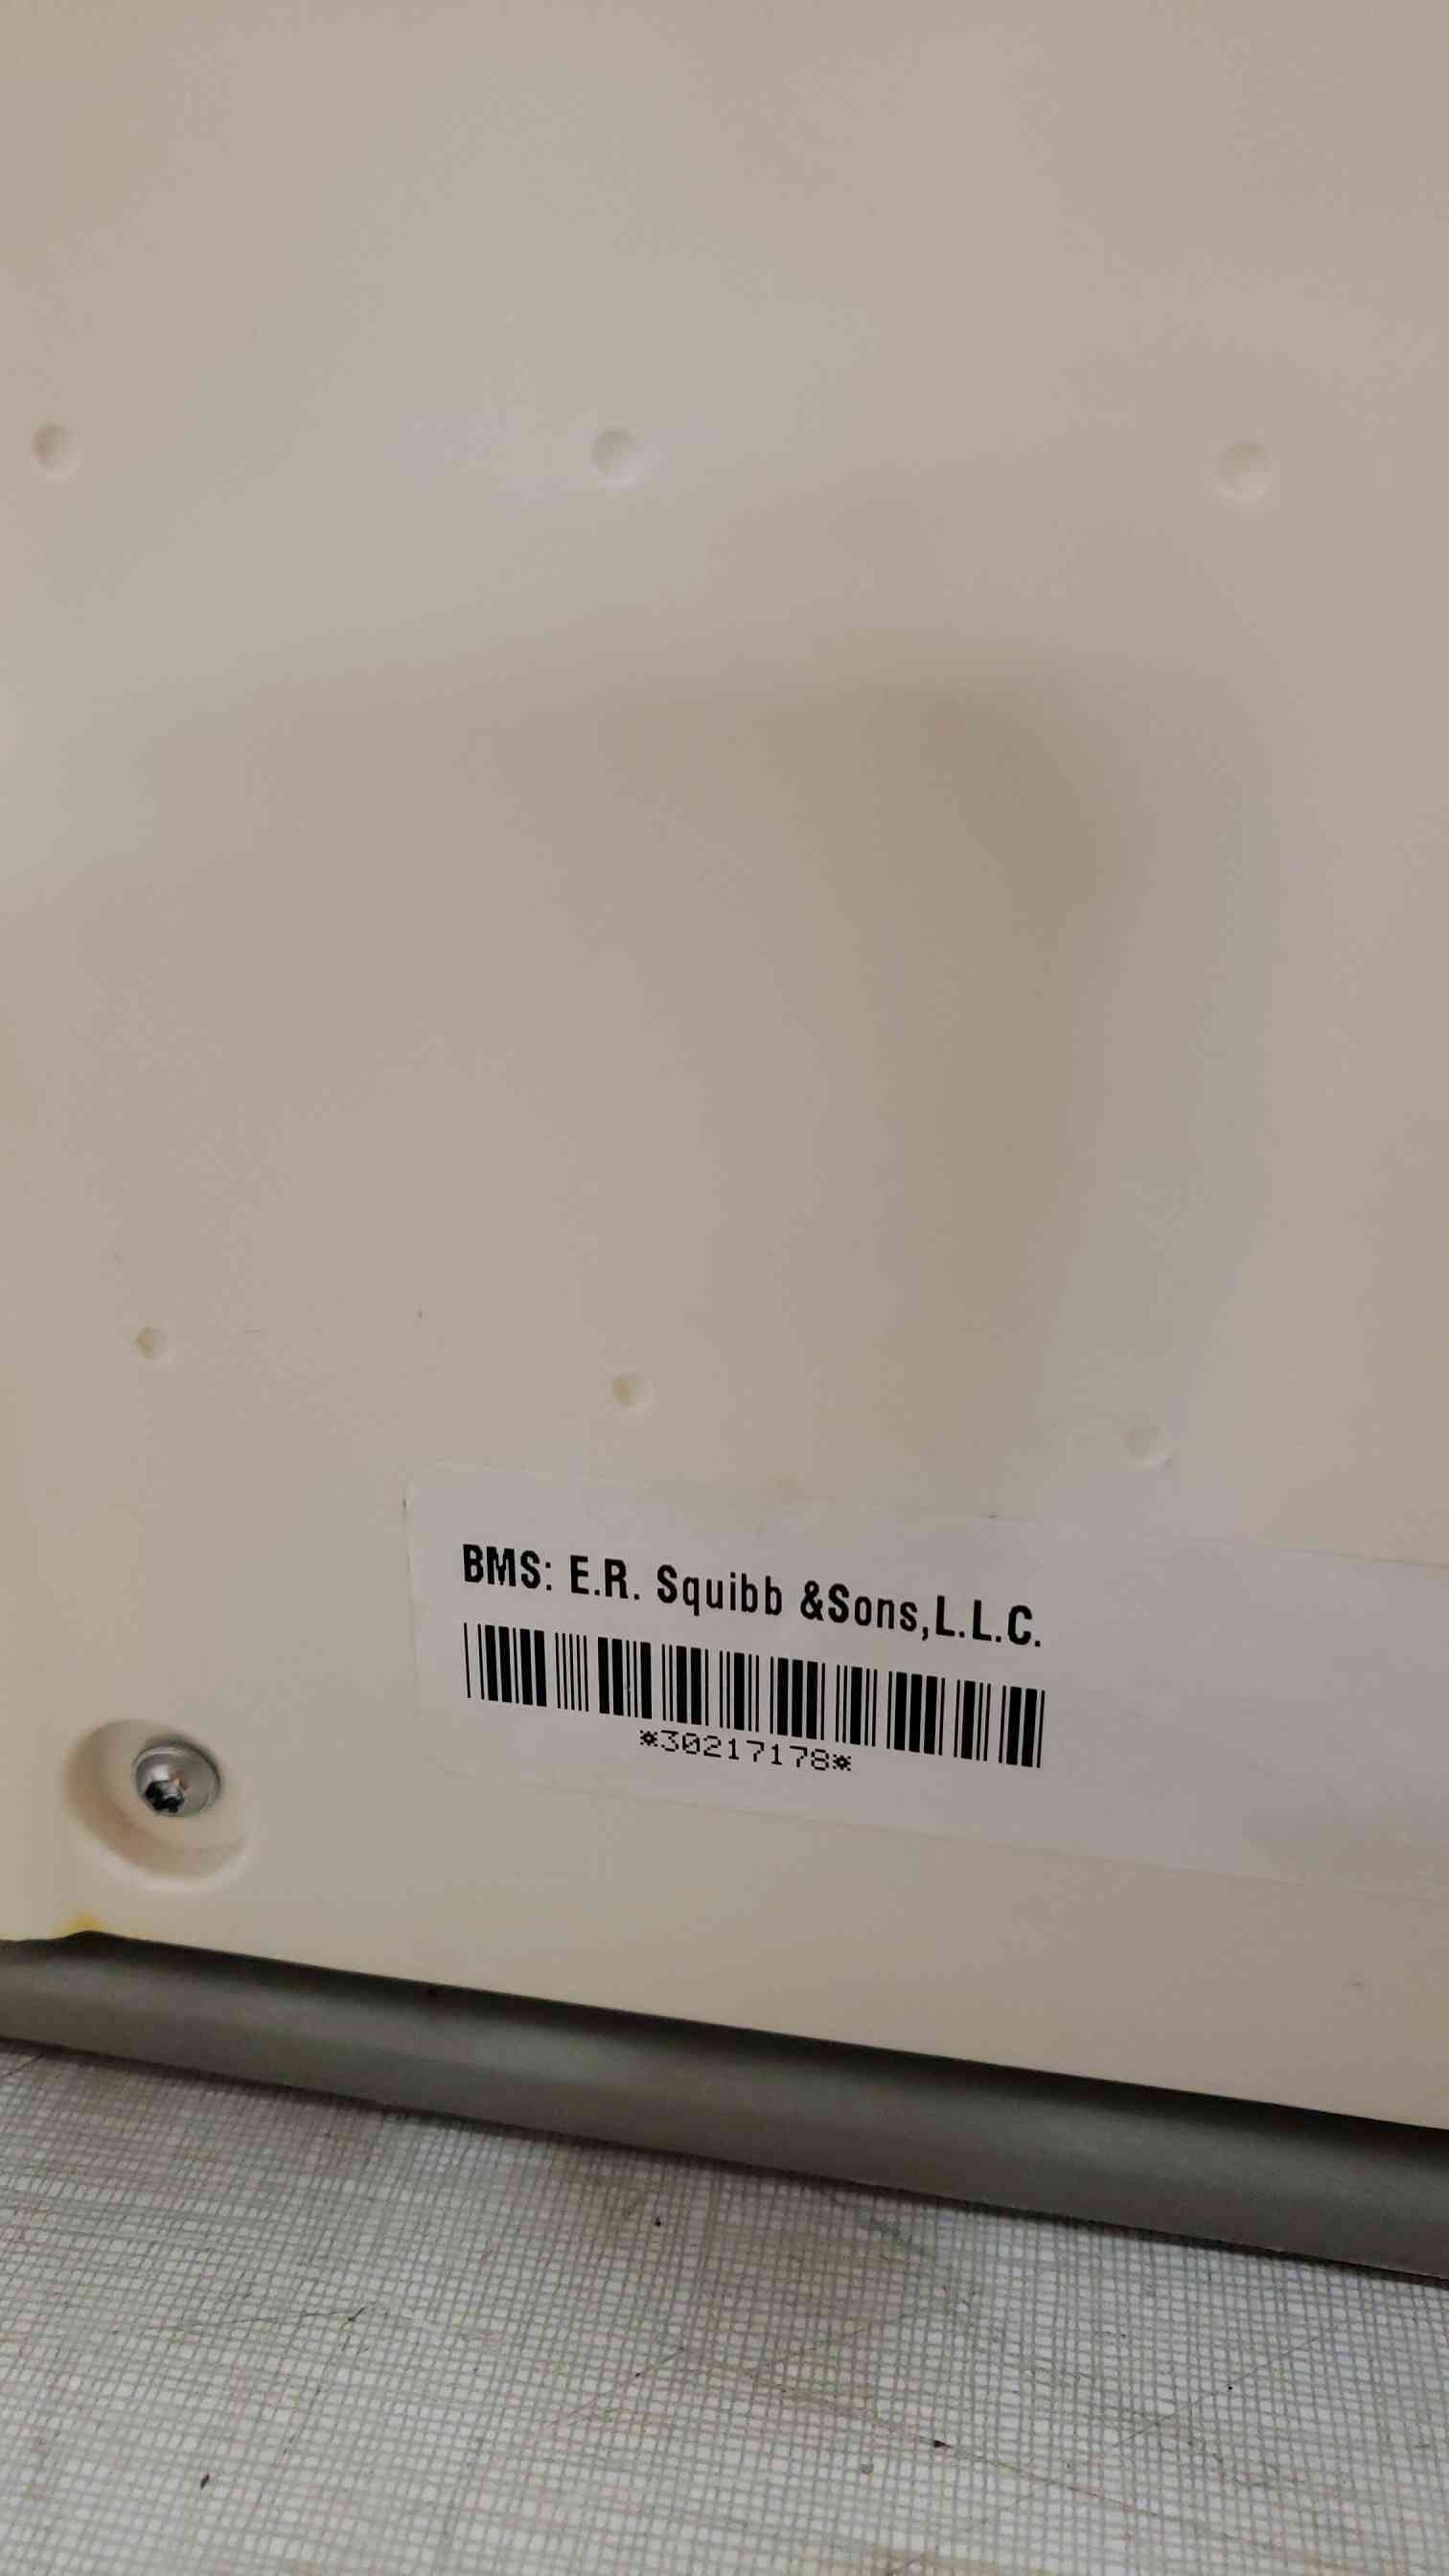 BMS: E.R. Squibb &Sons,L.L.C.
*30217178*